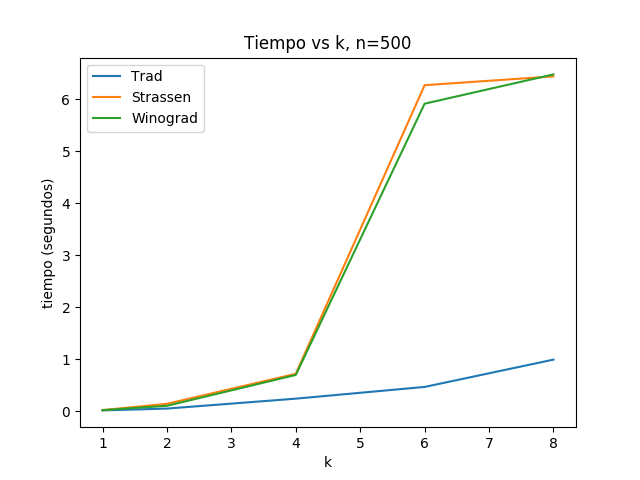 Tiempo vs k, n=500
Trad
Strassen
Winograd
6
5
4
3
2
1
0
tiempo (segundos)
1 2 3 4 5 6 7 8
k